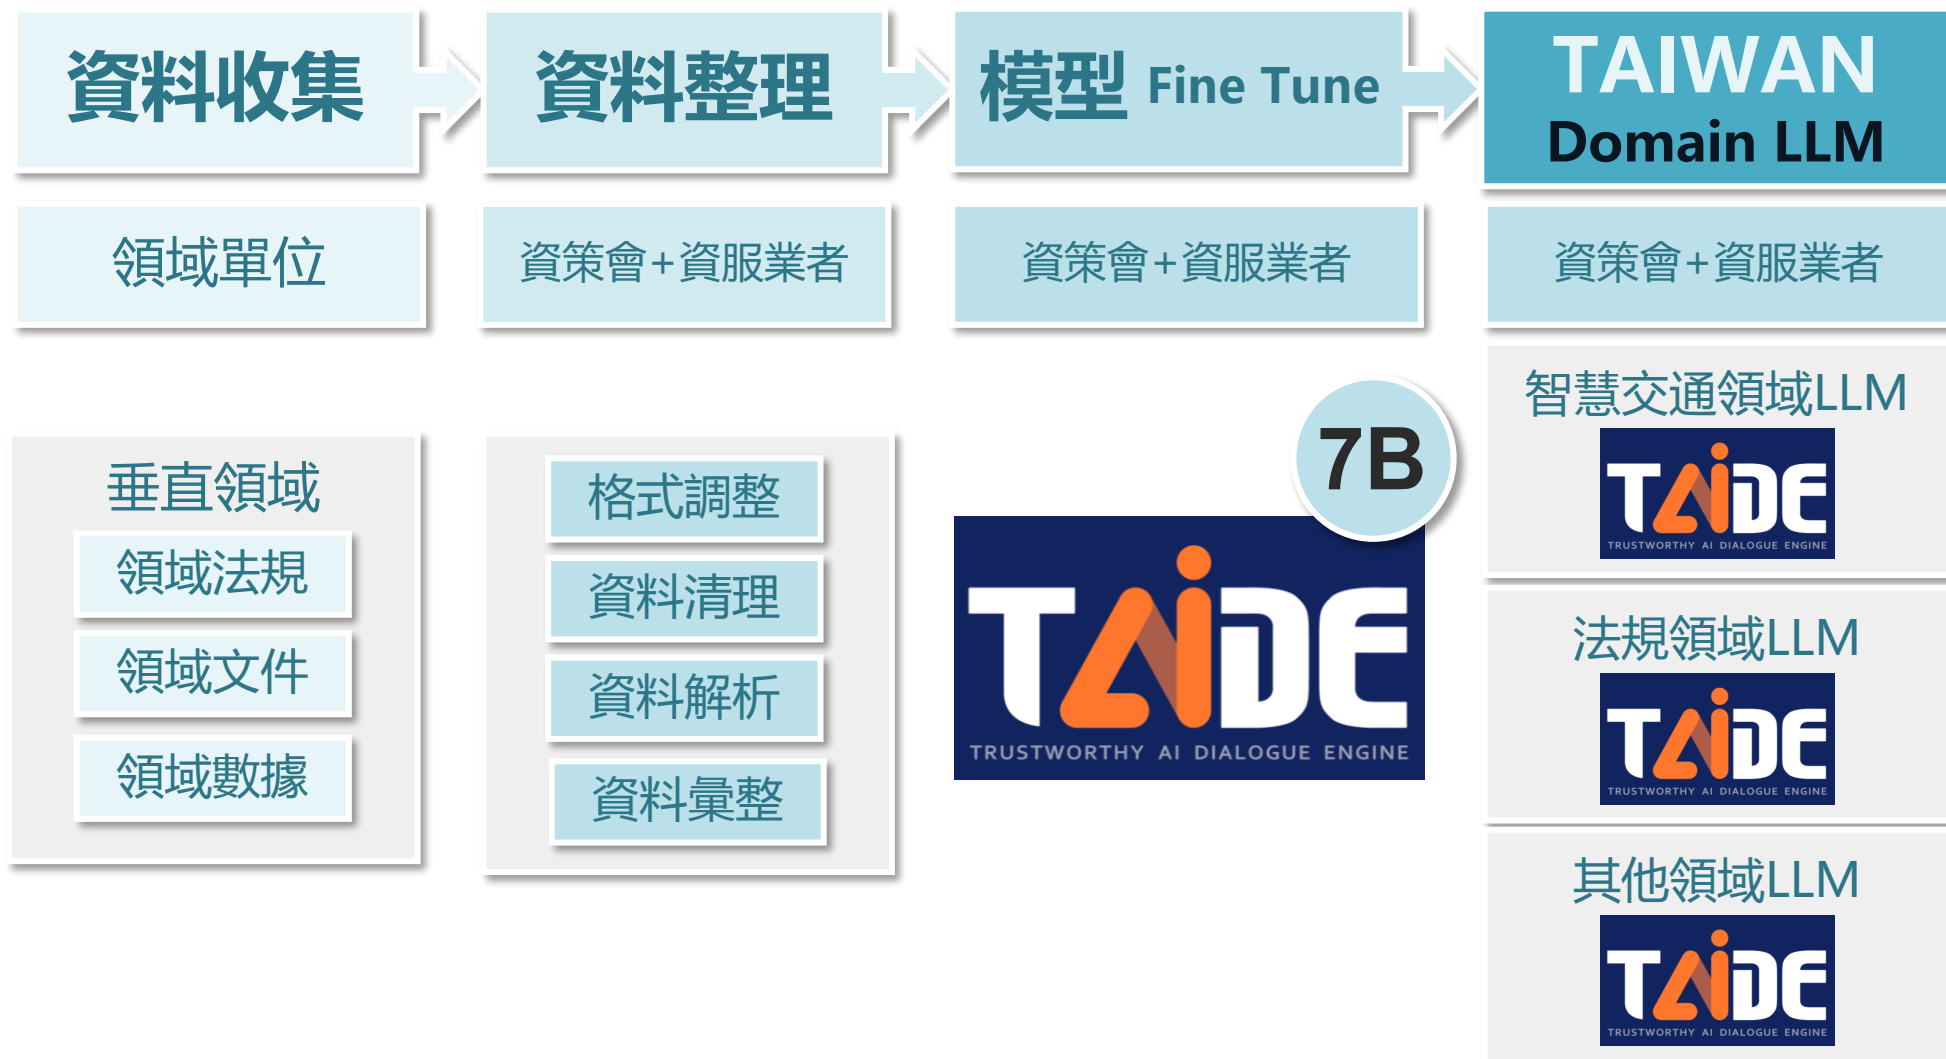 資料收集
資料整理
模型 Fine Tune
TAIWAN
Domain LLM
領域單位
資策會+資服業者
資策會+資服業者
資策會+資服業者
垂直領域
領域法規
領域文件
領域數據
格式調整
資料清理
資料解析
資料彙整
7B
TAiDE
TRUSTWORTHY AI DIALOGUE ENGINE
智慧交通領域LLM
TAiDE
TRUSTWORTHY AI DIALOGUE ENGINE
法規領域LLM
TAiDE
TRUSTWORTHY AI DIALOGUE ENGINE
其他領域LLM
TAiDE
TRUSTWORTHY AI DIALOGUE ENGINE